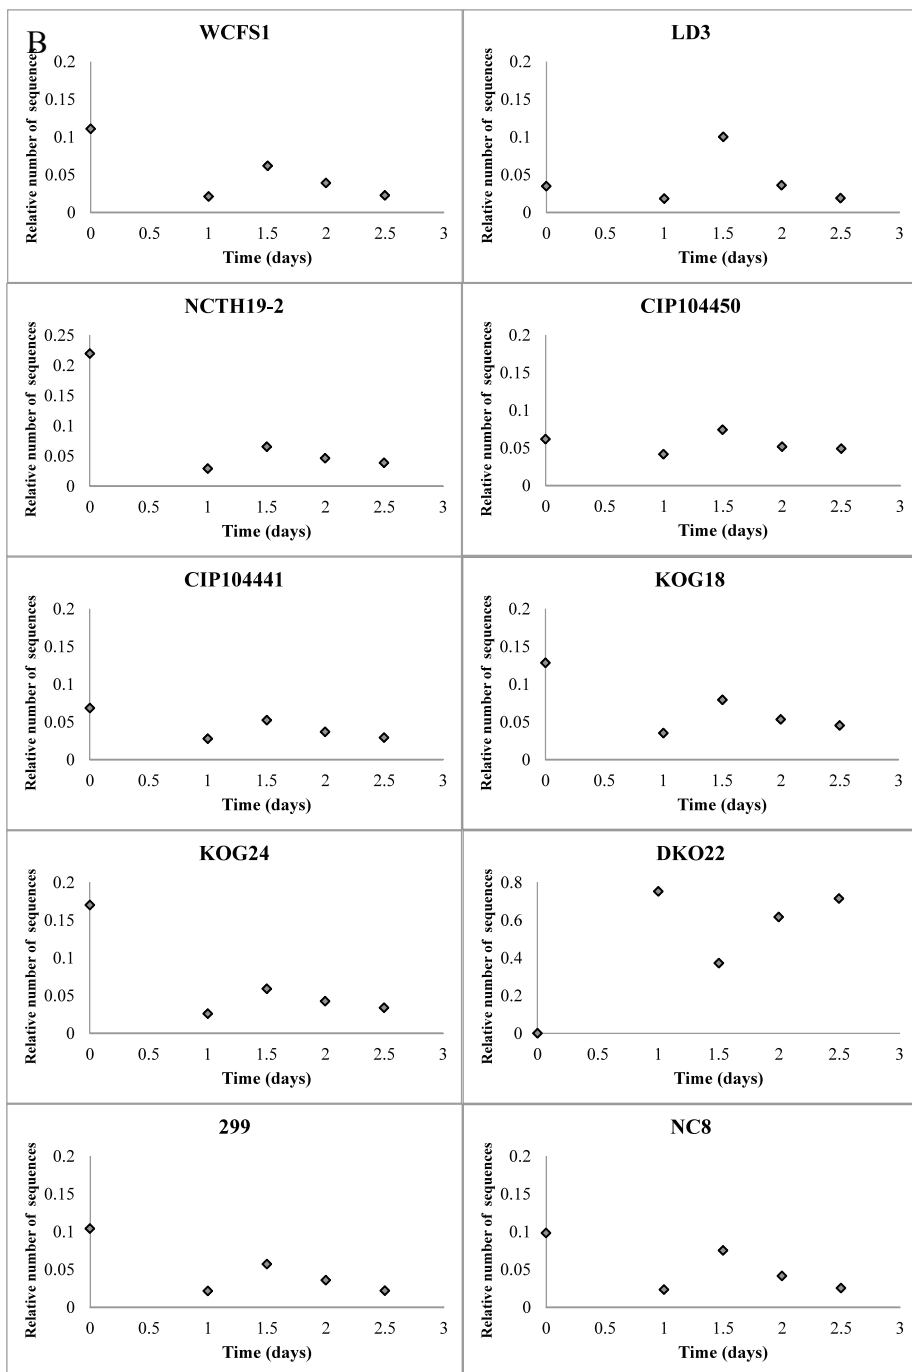 B
WCFS1
Relative number of sequences
0.2
0.15
0.1
0.05
0
0 0.5 1 1.5 2 2.5 3
Time (days)
LD3
Relative number of sequences
0.2
0.15
0.1
0.05
0
0 0.5 1 1.5 2 2.5 3
Time (days)
NCTH19-2
Relative number of sequences
0.25
0.2
0.15
0.1
0.05
0
0 0.5 1 1.5 2 2.5 3
Time (days)
CIP104450
Relative number of sequences
0.2
0.15
0.1
0.05
0
0 0.5 1 1.5 2 2.5 3
Time (days)
CIP104441
Relative number of sequences
0.2
0.15
0.1
0.05
0
0 0.5 1 1.5 2 2.5 3
Time (days)
KOG18
Relative number of sequences
0.2
0.15
0.1
0.05
0
0 0.5 1 1.5 2 2.5 3
Time (days)
KOG24
Relative number of sequences
0.2
0.15
0.1
0.05
0
0 0.5 1 1.5 2 2.5 3
Time (days)
DKO22
Relative number of sequences
0.8
0.6
0.4
0.2
0
0 0.5 1 1.5 2 2.5 3
Time (days)
299
Relative number of sequences
0.2
0.15
0.1
0.05
0
0 0.5 1 1.5 2 2.5 3
Time (days)
NC8
Relative number of sequences
0.2
0.15
0.1
0.05
0
0 0.5 1 1.5 2 2.5 3
Time (days)